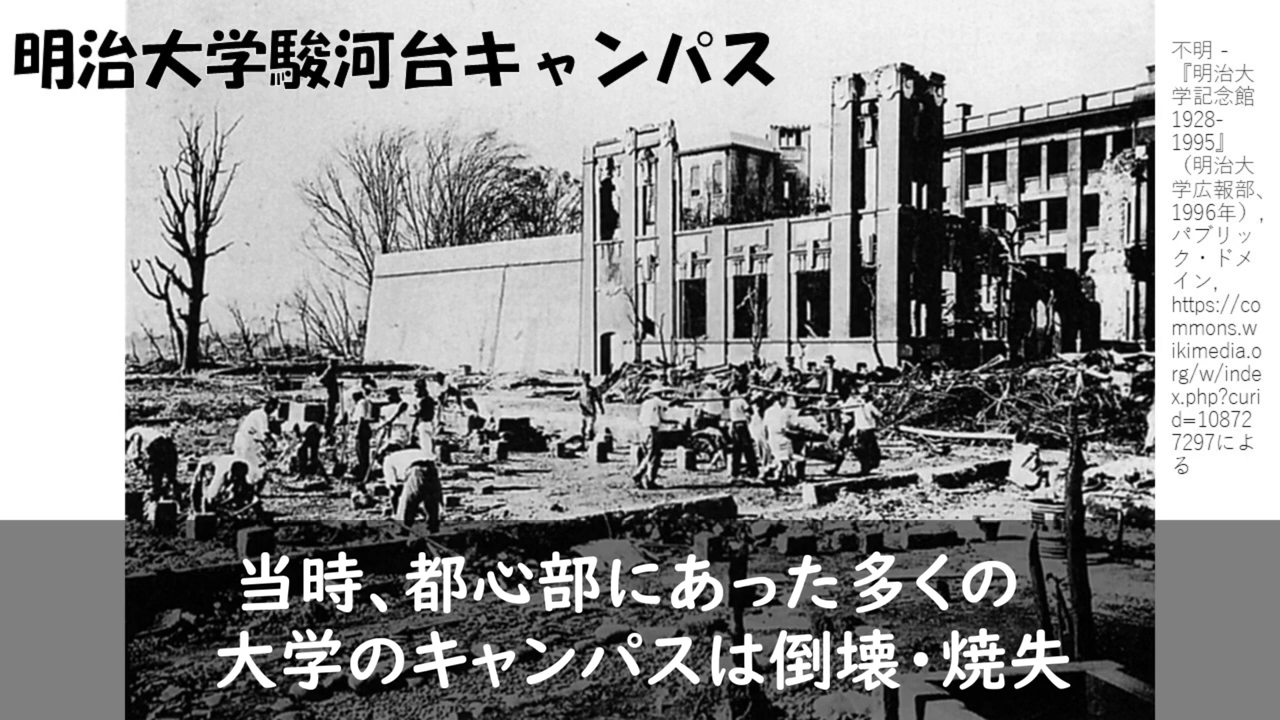 明治大学駿河台キャンパス
不明 -
『明治大
学記念館
1928-
1995』
（明治大
学広報部、
1996年）,
パブリッ
ク・ドメ
イン,
https://co
mmons.w
ikimedia.o
rg/w/inde
x.php?curi
d=10872
7297によ
る
当時、都心部にあった多くの
大学のキャンパスは倒壊・焼失